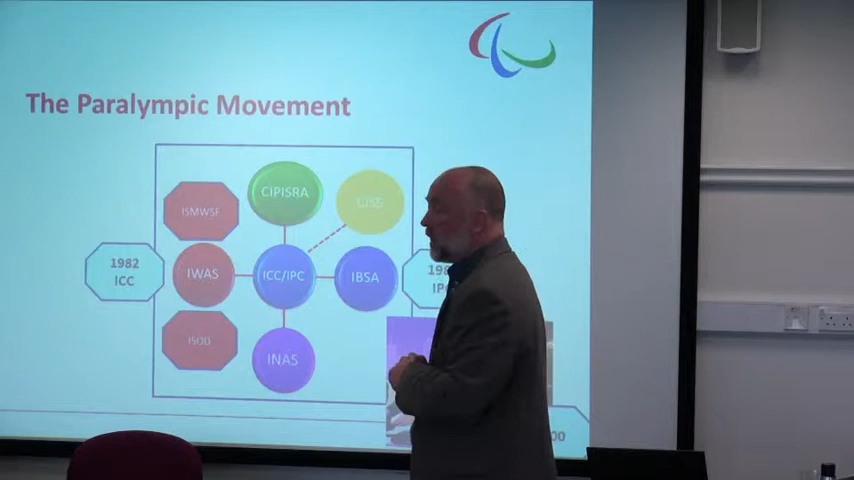 The Paralympic Movement
CIPISRA
CISS
ISMWSF
1982
ICC
IWAS
ICC/IPC
IBSA
ISOD
INAS